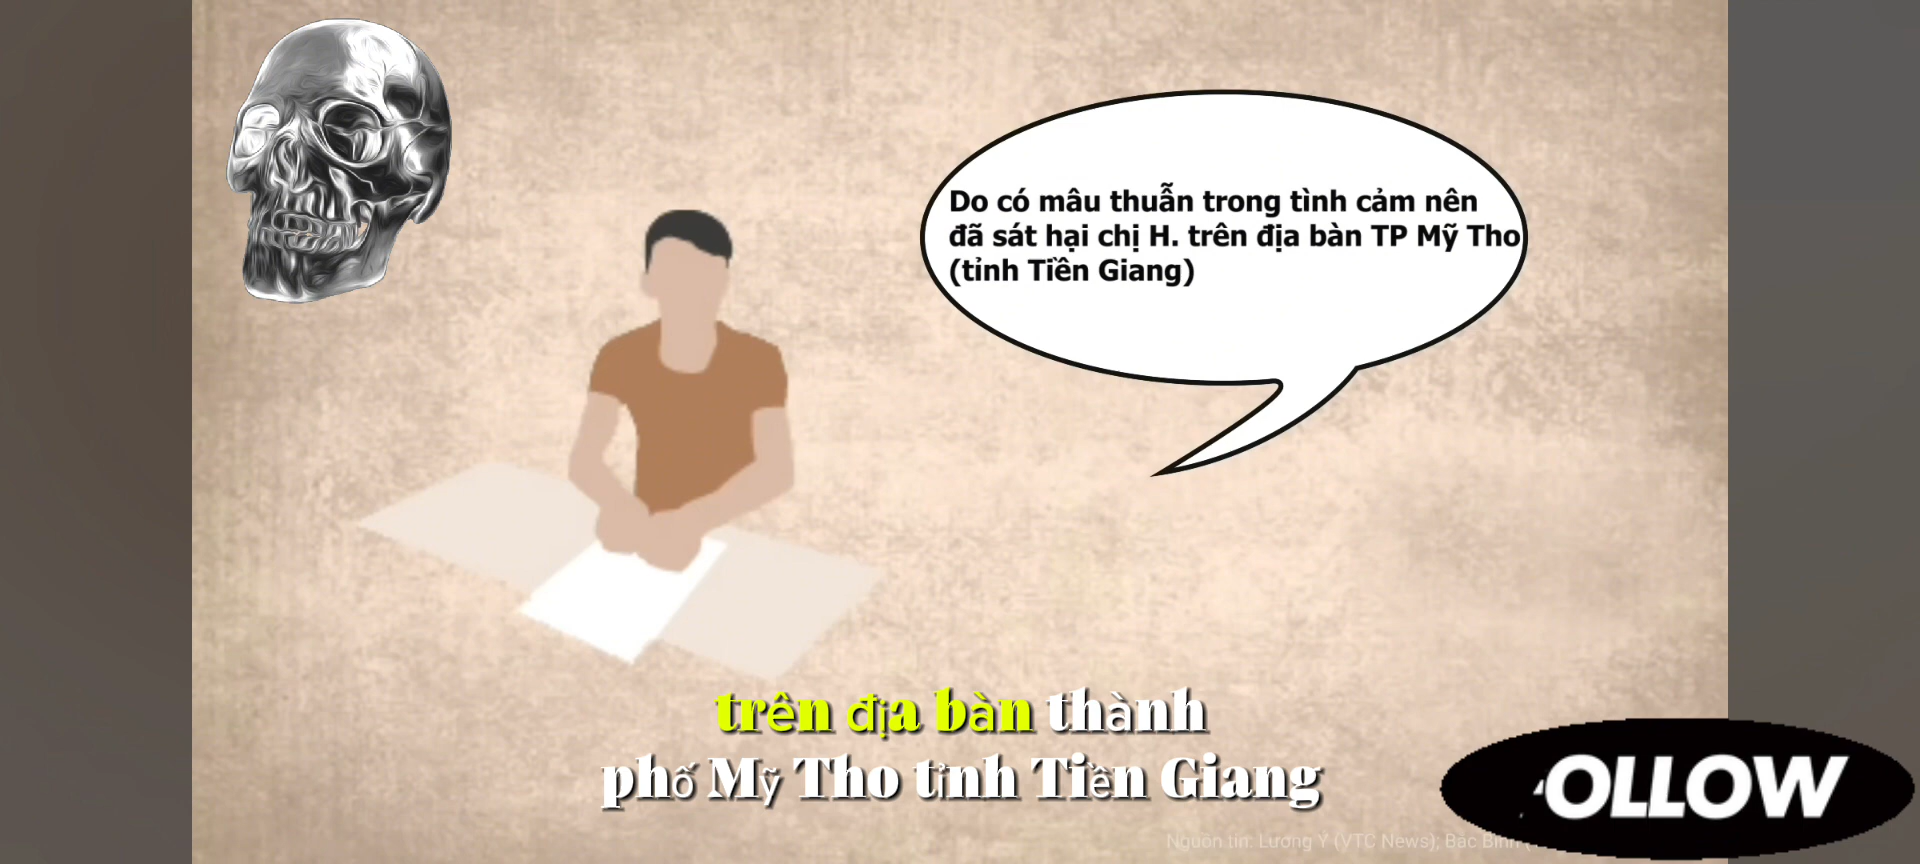 Do có mâu thuẫn trong tình cảm nên
đã sát hại chị H. trên địa bàn TP Mỹ Tho
(tỉnh Tiền Giang)
trên địa bàn thành
phố Mỹ Tho tỉnh Tiền Giang
OLLOW
Nguồn tin: Lương Ý (VTC News); Bắc Bình (